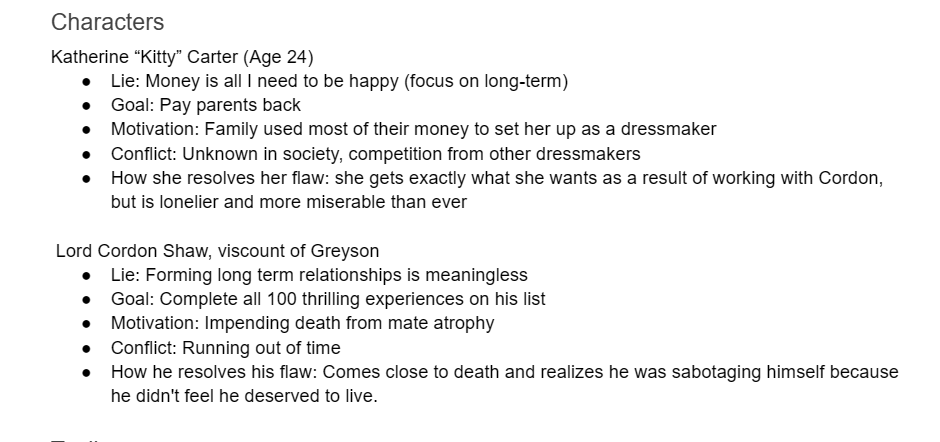 Characters
Katherine “Kitty” Carter (Age 24)
● Lie: Money is all I need to be happy (focus on long-term)
● Goal: Pay parents back
● Motivation: Family used most of their money to set her up as a dressmaker
● Conflict: Unknown in society, competition from other dressmakers
● How she resolves her flaw: she gets exactly what she wants as a result of working with Cordon,
but is lonelier and more miserable than ever
Lord Cordon Shaw, viscount of Greyson
● Lie: Forming long term relationships is meaningless
● Goal: Complete all 100 thrilling experiences on his list
● Motivation: Impending death from mate atrophy
● Conflict: Running out of time
● How he resolves his flaw: Comes close to death and realizes he was sabotaging himself because
he didn't feel he deserved to live.